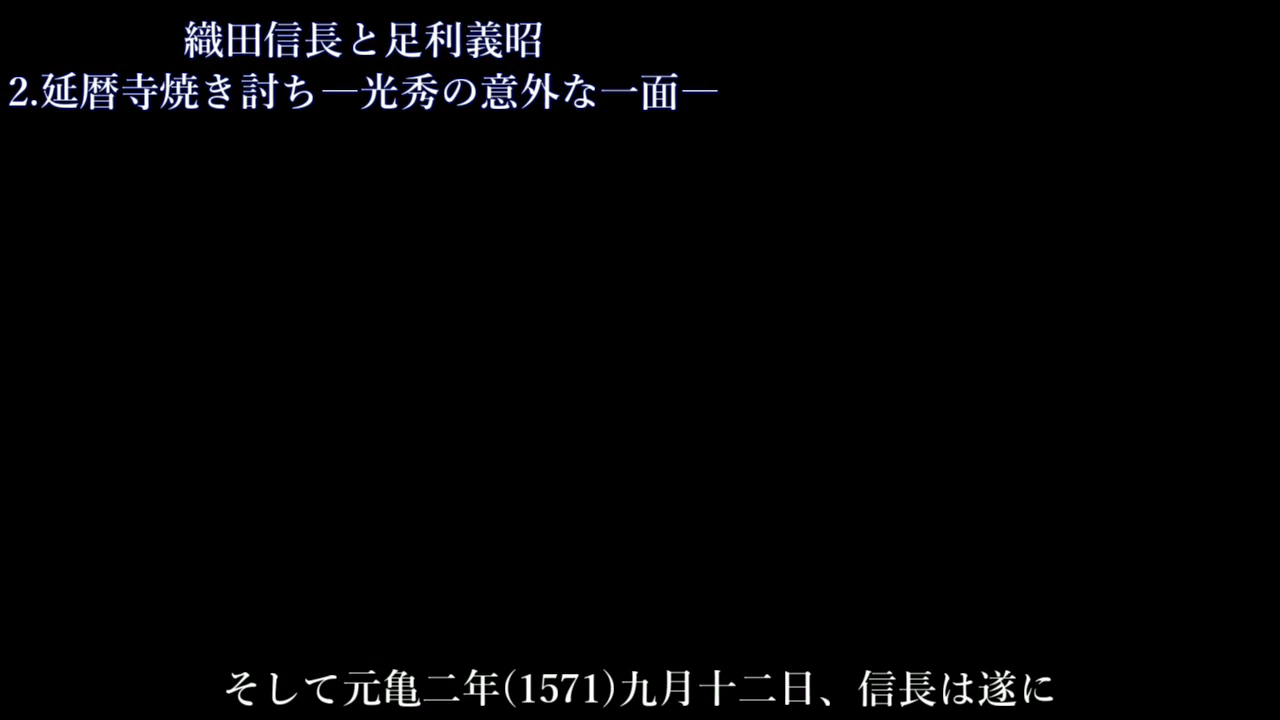 織田信長と足利義昭
2.延暦寺焼き討ち―光秀の意外な一面―
そして元亀二年(1571)九月十二日、信長は遂に